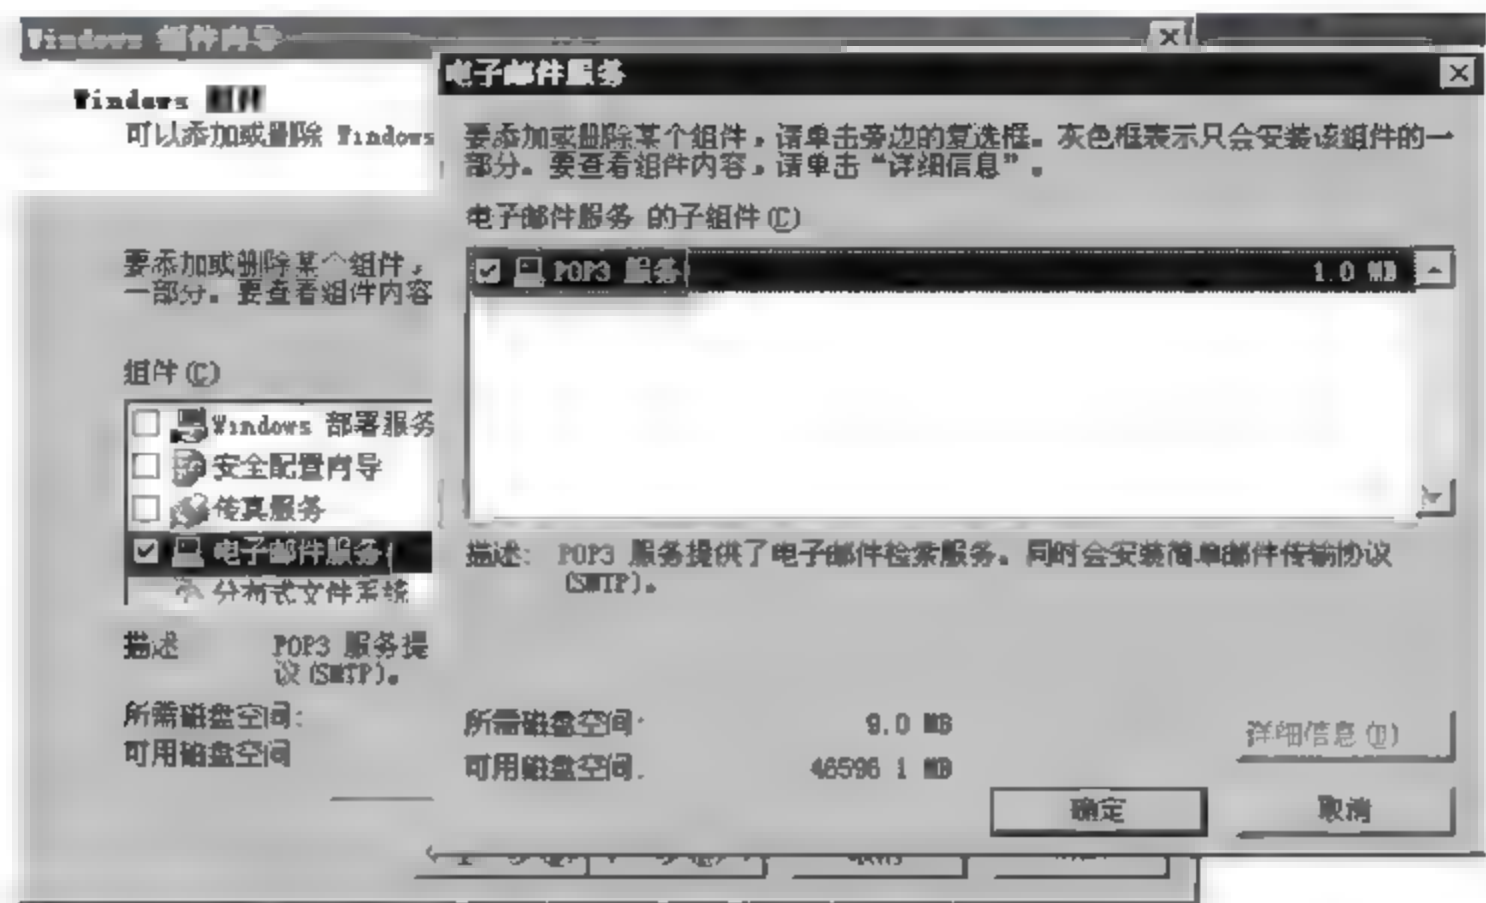 Windows 组件向导
Windows 组件
可以添加或删除 Windows
要添加或删除某个组件，
一部分。要查看组件内容
组件(C)
Windows 部署服务
安全配置向导
传真服务
电子邮件服务
分布式文件系统
描述
POP3 服务提
议(SMTP)。
所需磁盘空间:
可用磁盘空间
电子邮件服务
要添加或删除某个组件，请单击旁边的复选框。灰色框表示只会安装该组件的一
部分。要查看组件内容，请单击“详细信息”。
电子邮件服务 的子组件(C)
POP3 服务 1.0 MB
描述: POP3 服务提供了电子邮件检索服务。同时会安装简单邮件传输协议
(SMTP)。
所需磁盘空间: 9.0 MB
可用磁盘空间: 46596.1 MB
详细信息(D)
确定 取消